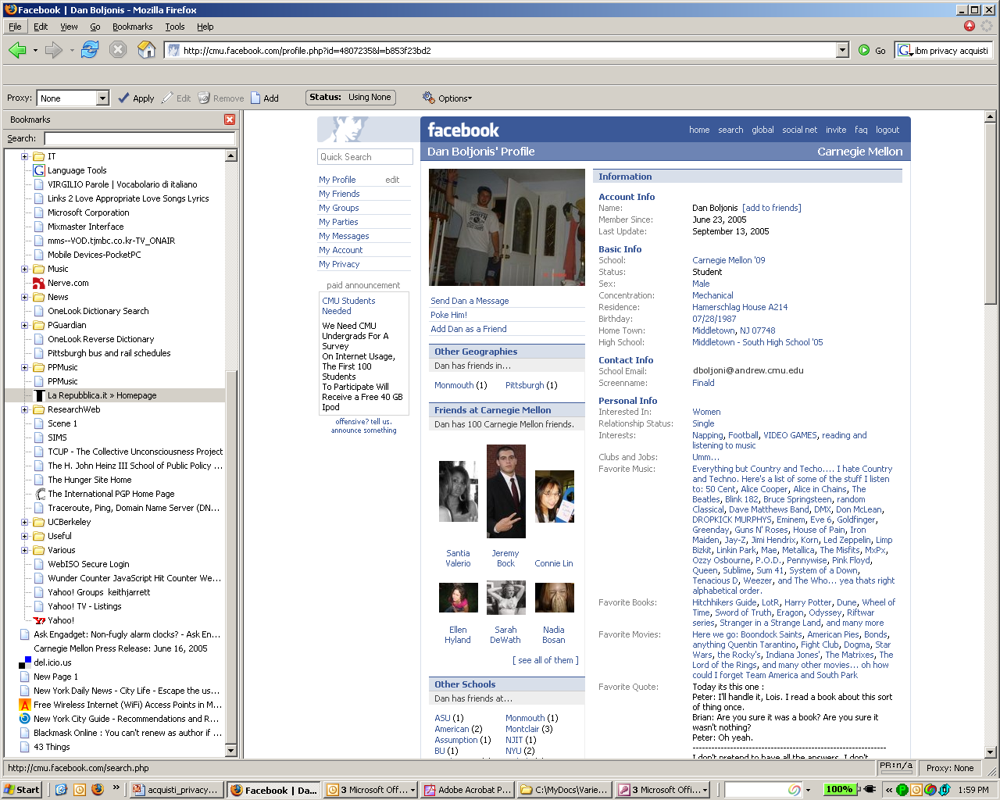 Facebook | Dan Boljonis - Mozilla Firefox
File Edit View Go Bookmarks Tools Help
http://cmu.facebook.com/profile.php?id=4807235&l=b853f23bd2
Go
ibm privacy acquisti
Proxy: None Apply Edit Remove Add Status: Using None Options
Bookmarks
Search:
IT
Language Tools
VIRGILIO Parole | Vocabolario di italiano
Links 2 Love Appropriate Love Songs Lyrics
Microsoft Corporation
Mixmaster Interface
mms--VOD.tjmbc.co.kr-TV_ONAIR
Mobile Devices-PocketPC
Music
Nerve.com
News
OneLook Dictionary Search
PGuardian
OneLook Reverse Dictionary
Pittsburgh bus and rail schedules
PPMusic
PPMusic
La Repubblica.it » Homepage
ResearchWeb
Scene 1
SIMS
TCUP - The Collective Unconsciousness Project
The H. John Heinz III School of Public Policy ...
The Hunger Site Home
The International PGP Home Page
Traceroute, Ping, Domain Name Server (DN...
UCBerkeley
Useful
Various
WebISO Secure Login
Wunder Counter JavaScript Hit Counter We...
Yahoo! Groups keithjarrett
Yahoo! TV - Listings
Yahoo!
Ask Engadget: Non-fugly alarm clocks? - Ask En...
Carnegie Mellon Press Release: June 16, 2005
del.icio.us
New Page 1
New York Daily News - City Life - Escape the us...
Free Wireless Internet (WiFi) Access Points in M...
New York City Guide - Recommendations and R...
Blackmask Online : You can't renew as author if ...
43 Things
facebook
home search global social net invite faq logout
Dan Boljonis' Profile
Carnegie Mellon
Quick Search
My Profile edit
My Friends
My Groups
My Parties
My Messages
My Account
My Privacy
paid announcement
CMU Students
Needed
We Need CMU
Undergrads For A
Survey
On Internet Usage,
The First 100
Students
To Participate Will
Receive a Free 40 GB
Ipod
offensive? tell us.
announce something
Send Dan a Message
Poke Him!
Add Dan as a Friend
Other Geographies
Dan has friends in...
Monmouth (1) Pittsburgh (1)
Friends at Carnegie Mellon
Dan has 100 Carnegie Mellon friends.
Santia
Valerio
Jeremy
Bock
Connie Lin
Ellen
Hyland
Sarah
DeWath
Nadia
Bosan
[ see all of them ]
Other Schools
Dan has friends at...
ASU (1) Monmouth (1)
American (2) Montclair (3)
Assumption (1) NJIT (1)
BU (1) NYU (2)
Information
Account Info
Name: Dan Boljonis [add to friends]
Member Since: June 23, 2005
Last Update: September 13, 2005
Basic Info
School: Carnegie Mellon '09
Status: Student
Sex: Male
Concentration: Mechanical
Residence: Hamerschlag House A214
Birthday: 07/28/1987
Home Town: Middletown, NJ 07748
High School: Middletown - South High School '05
Contact Info
School Email: dboljoni@andrew.cmu.edu
Screenname: Finald
Personal Info
Interested In: Women
Relationship Status: Single
Interests: Napping, Football, VIDEO GAMES, reading and
listening to music
Clubs and Jobs: Umm...
Favorite Music: Everything but Country and Techo.... I hate Country
and Techno. Here's a list of some of the stuff I listen
to: 50 Cent, Alice Cooper, Alice in Chains, The
Beatles, Blink 182, Bruce Springsteen, random
Classical, Dave Matthews Band, DMX, Don McLean,
DROPKICK MURPHYS, Eminem, Eve 6, Goldfinger,
Greenday, Guns N' Roses, House of Pain, Iron
Maiden, Jay-Z, Jimi Hendrix, Korn, Led Zeppelin, Limp
Bizkit, Linkin Park, Mae, Metallica, The Misfits, MxPx,
Ozzy Osbourne, P.O.D., Pennywise, Pink Floyd,
Queen, Sublime, Sum 41, System of a Down,
Tenacious D, Weezer, and The Who... yea thats right
alphabetical order.
Favorite Books: Hitchhikers Guide, LotR, Harry Potter, Dune, Wheel of
Time, Sword of Truth, Eragon, Odyssey, Riftwar
series, Stranger in a Strange Land, and many more
Favorite Movies: Here we go: Boondock Saints, American Pies, Bonds,
anything Quentin Tarantino, Fight Club, Dogma, Star
Wars, the Rocky's, Indiana Jones', The Matrixes, The
Lord of the Rings, and many other movies... oh how
could I forget Team America and South Park
Favorite Quote: Today its this one :
Peter: I'll handle it, Lois. I read a book about this sort
of thing once.
Brian: Are you sure it was a book? Are you sure it
wasn't nothing?
Peter: Oh yeah.
--------------------------------------------------
I don't pretend to have all the answers. I don't
http://cmu.facebook.com/search.php
PR:n/a Proxy: None
Start » acquisti_privacy... Facebook | Da... 3 Microsoft Off... Adobe Acrobat P... C:\MyDocs\Varie... 3 Microsoft Offi... 100% « 1:59 PM